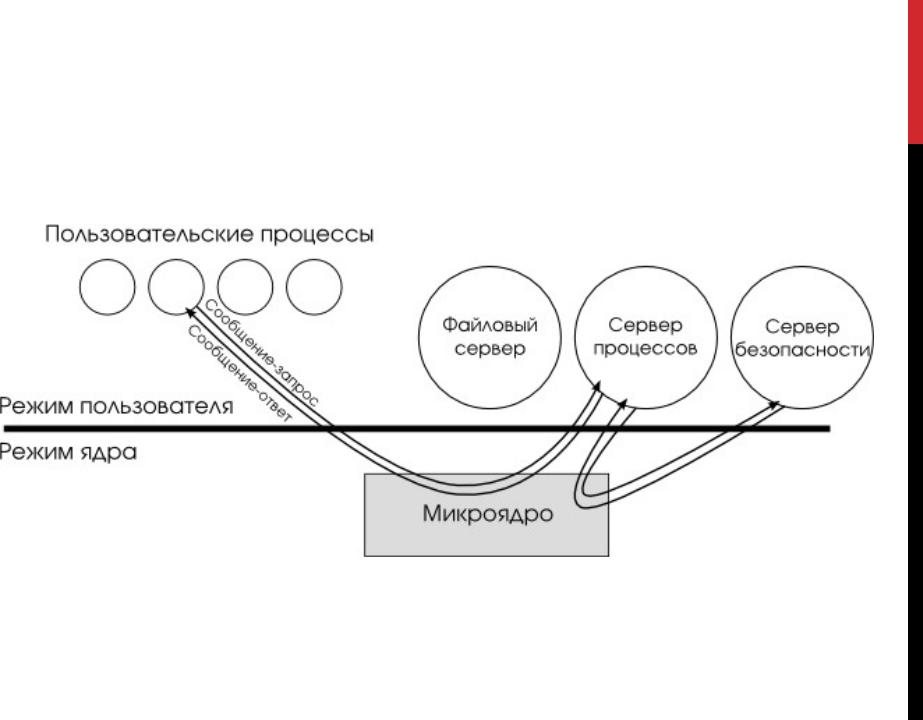 Пользовательские процессы
Сообщение-запрос
Сообщение-ответ
Файловый
сервер
Сервер
процессов
Сервер
безопасности
Режим пользователя
Режим ядра
Микроядро